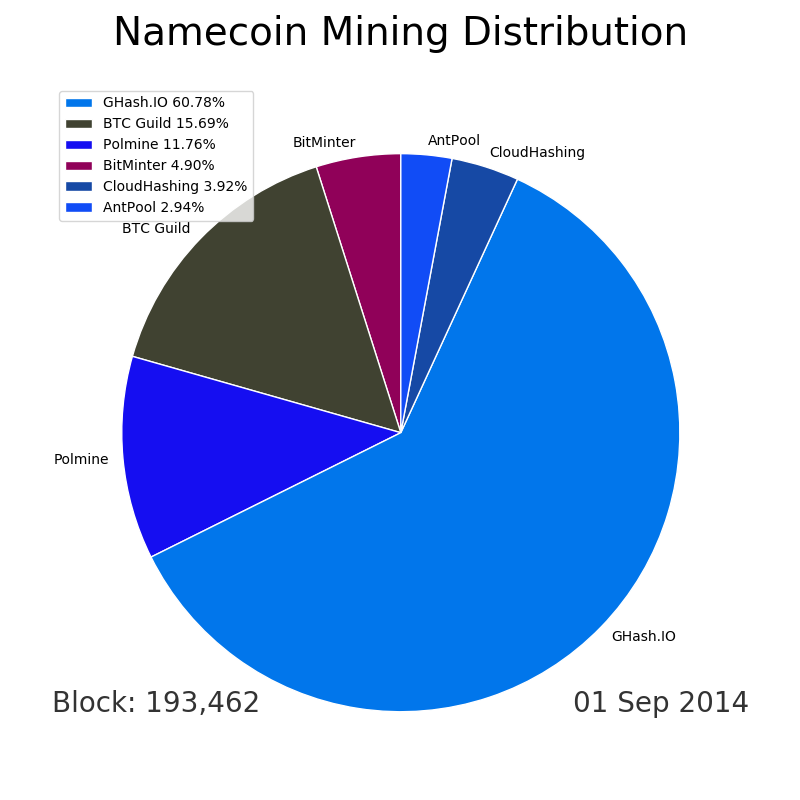 Namecoin Mining Distribution
GHash.IO 60.78%
BTC Guild 15.69%
Polmine 11.76%
BitMinter 4.90%
CloudHashing 3.92%
AntPool 2.94%
AntPool
BitMinter
CloudHashing
BTC Guild
Polmine
GHash.IO
Block: 193,462
01 Sep 2014